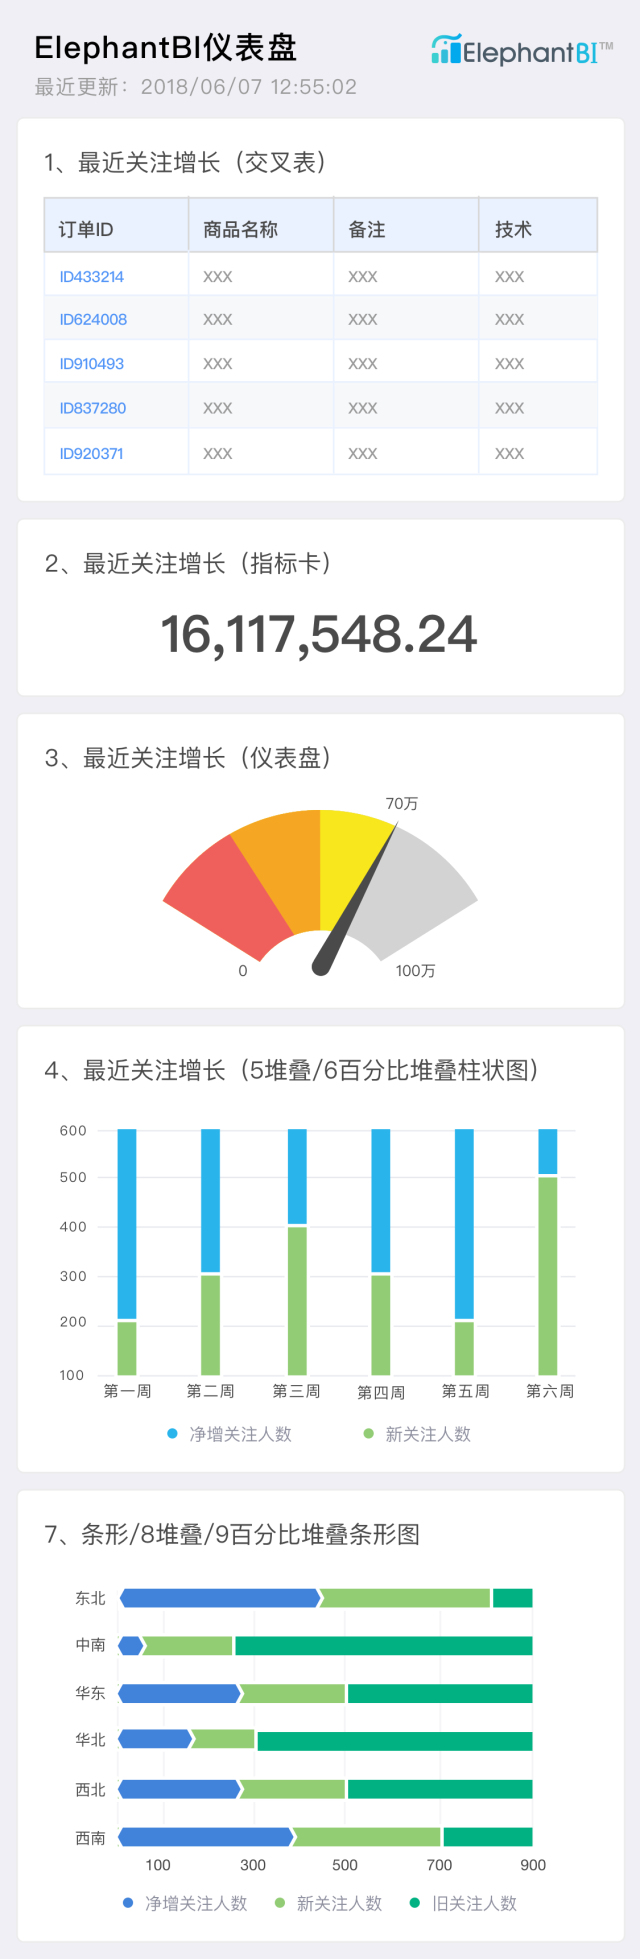 ElephantBI仪表盘
ElephantBI™
最近更新：2018/06/07 12:55:02
1、最近关注增长（交叉表）
订单ID 商品名称 备注 技术
ID433214 XXX XXX XXX
ID624008 XXX XXX XXX
ID910493 XXX XXX XXX
ID837280 XXX XXX XXX
ID920371 XXX XXX XXX
2、最近关注增长（指标卡）
16,117,548.24
3、最近关注增长（仪表盘）
70万
0 100万
4、最近关注增长（5堆叠/6百分比堆叠柱状图）
600
500
400
300
200
100
第一周 第二周 第三周 第四周 第五周 第六周
净增关注人数 新关注人数
7、条形/8堆叠/9百分比堆叠条形图
东北
中南
华东
华北
西北
西南
100 300 500 700 900
净增关注人数 新关注人数 旧关注人数